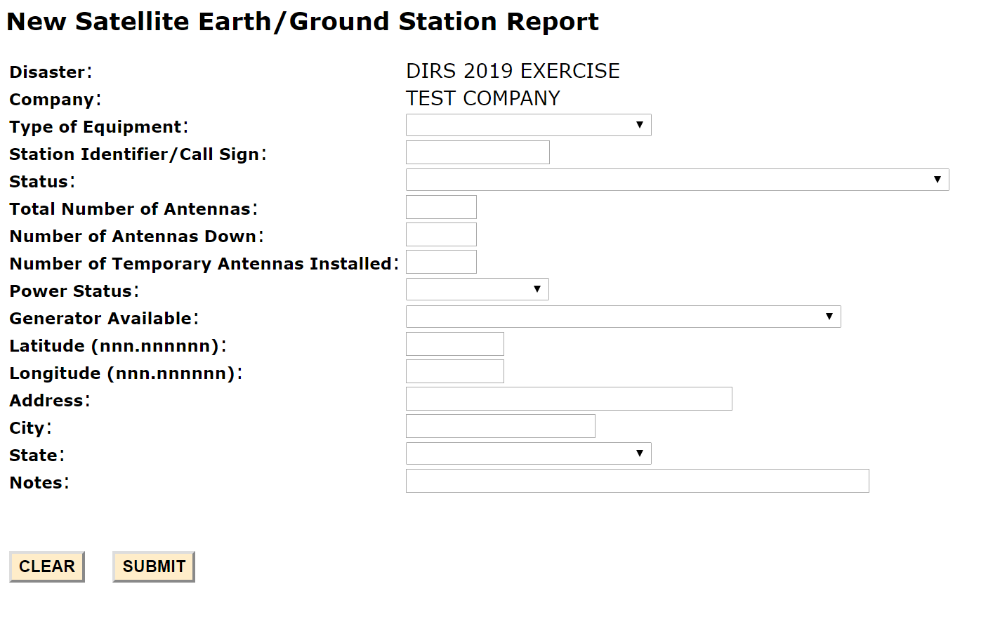 New Satellite Earth/Ground Station Report
Disaster: DIRS 2019 EXERCISE
Company: TEST COMPANY
Type of Equipment:
Station Identifier/Call Sign:
Status:
Total Number of Antennas:
Number of Antennas Down:
Number of Temporary Antennas Installed:
Power Status:
Generator Available:
Latitude (nnn.nnnnnn):
Longitude (nnn.nnnnnn):
Address:
City:
State:
Notes:
CLEAR SUBMIT